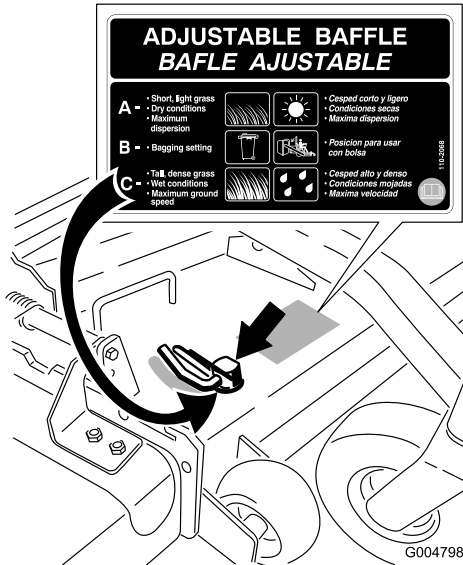 ADJUSTABLE BAFFLE
BAFLE AJUSTABLE
A - • Short, light grass
• Dry conditions
• Maximum
dispersion
• Cesped corto y ligero
• Condiciones secas
• Maxima dispersion
B - • Bagging setting
• Posicion para usar
con bolsa
C - • Tall, dense grass
• Wet conditions
• Maximum ground
speed
• Cesped alto y denso
• Condiciones mojadas
• Maxima velocidad
110-2068
G004798